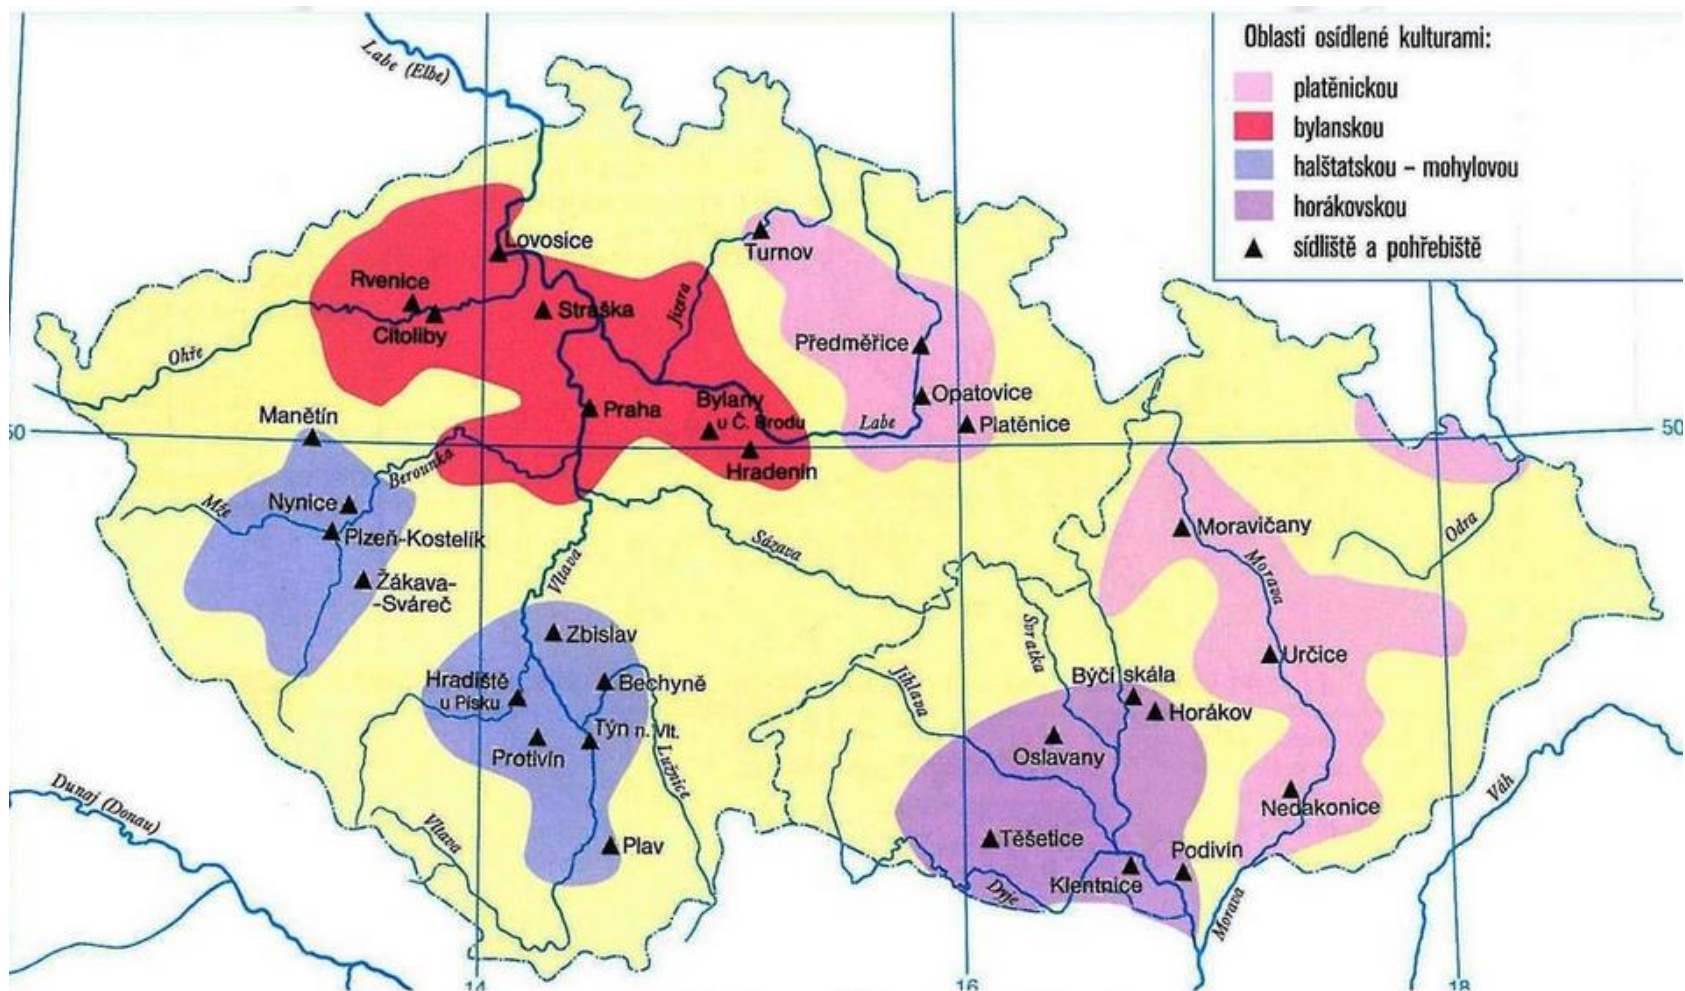 Labe (Elbe)
Oblasti osídlené kulturami:
platěnickou
bylanskou
halštatskou – mohylovou
horákovskou
sídliště a pohřebiště
Lovosice
Turnov
Rvenice
Jizera
Straška
Citoliby
Ohře
Předměřice
Opatovice
Manětín
Praha
Bylany
u Č. Brodu
Labe
Platěnice
50
50
Hradenín
Berounka
Nynice
Mže
Plzeň-Kostelík
Moravičany
Odra
Sázava
Vltava
Morava
Žákava-
-Sváreč
Zbislav
Svratka
Určice
Hradiště
u Písku
Bechyně
Jihlava
Býčí skála
Horákov
Týn n. Vlt.
Protivín
Oslavany
Lužnice
Dunaj (Donau)
Váh
Nedakonice
Vltava
Plav
Těšetice
Podivín
Klentnice
Dyje
Morava
14
16
18